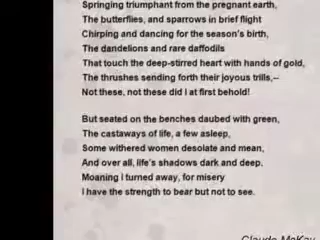 Springing triumphant from the pregnant earth,
The butterflies, and sparrows in brief flight
Chirping and dancing for the season's birth,
The dandelions and rare daffodils
That touch the deep-stirred heart with hands of gold,
The thrushes sending forth their joyous trills,--
Not these, not these did I at first behold!
But seated on the benches daubed with green,
The castaways of life, a few asleep,
Some withered women desolate and mean,
And over all, life's shadows dark and deep.
Moaning I turned away, for misery
I have the strength to bear but not to see.
Claude McKay